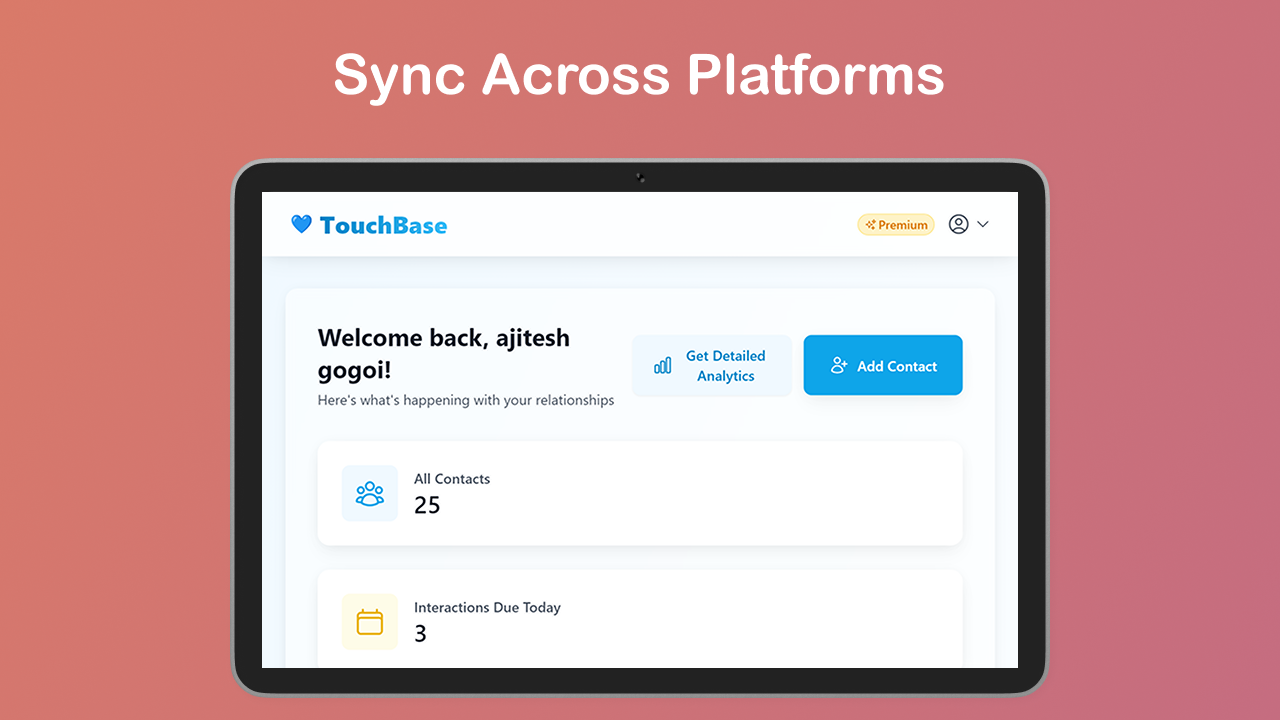 Sync Across Platforms
💙 TouchBase
Premium
Welcome back, ajitesh
gogoi!
Here's what's happening with your relationships
Get Detailed
Analytics
Add Contact
All Contacts
25
Interactions Due Today
3